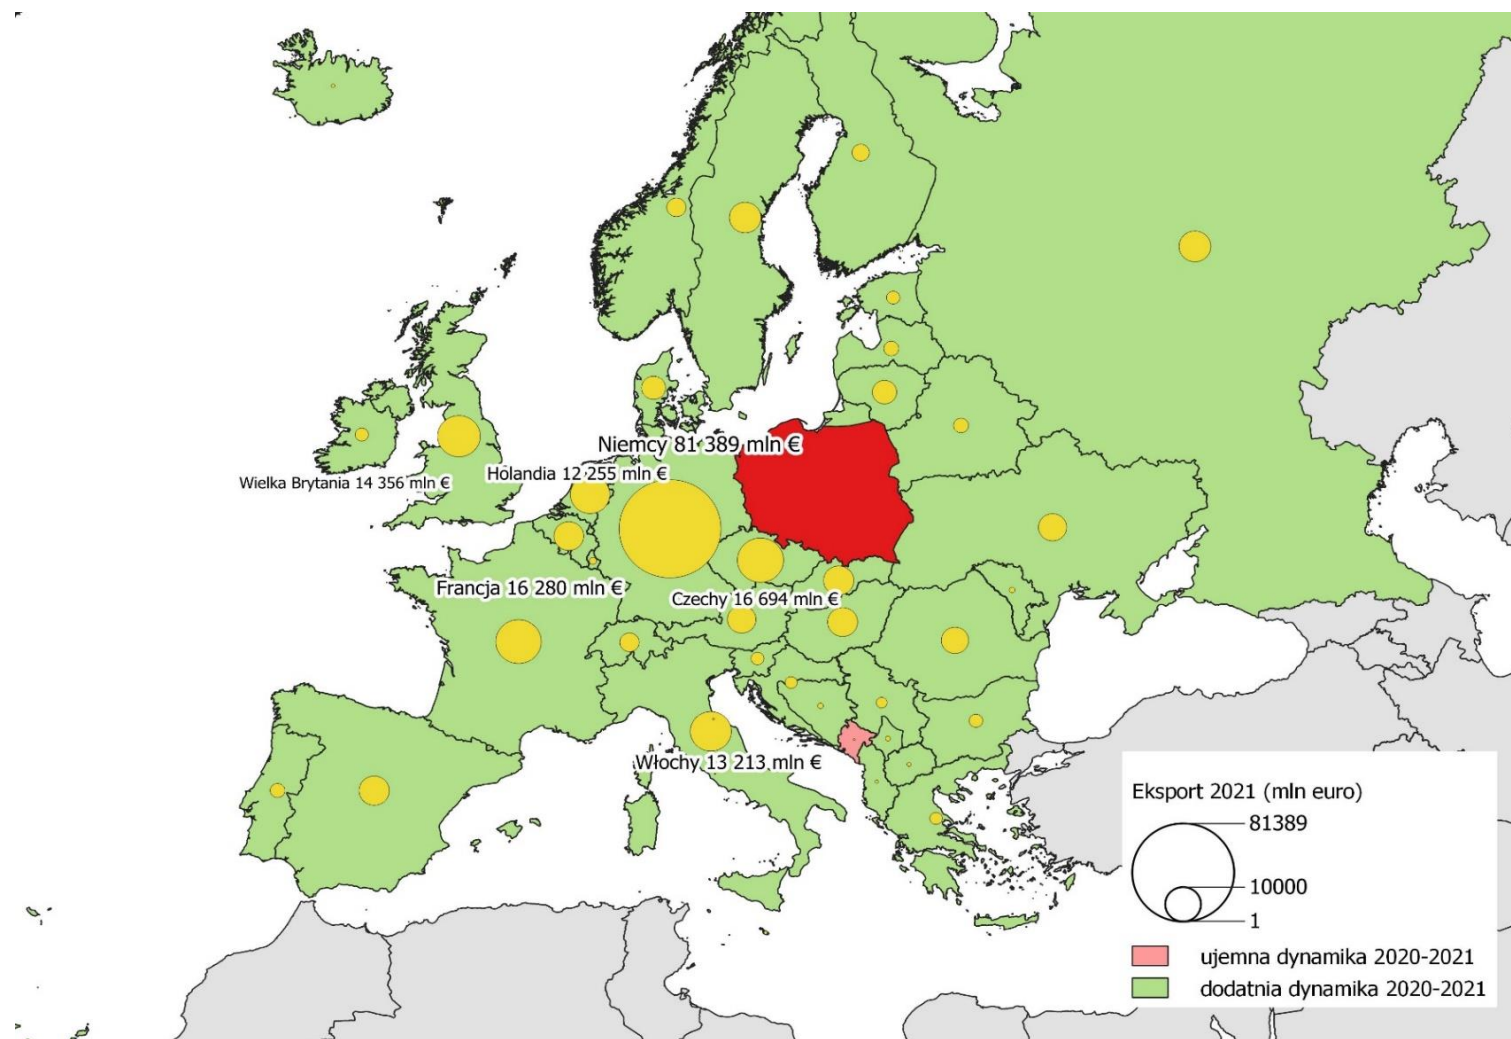 Niemcy 81 389 mln €
Holandia 12 255 mln €
Wielka Brytania 14 356 mln €
Francja 16 280 mln €
Czechy 16 694 mln €
Włochy 13 213 mln €
Eksport 2021 (mln euro)
81389
10000
1
ujemna dynamika 2020-2021
dodatnia dynamika 2020-2021